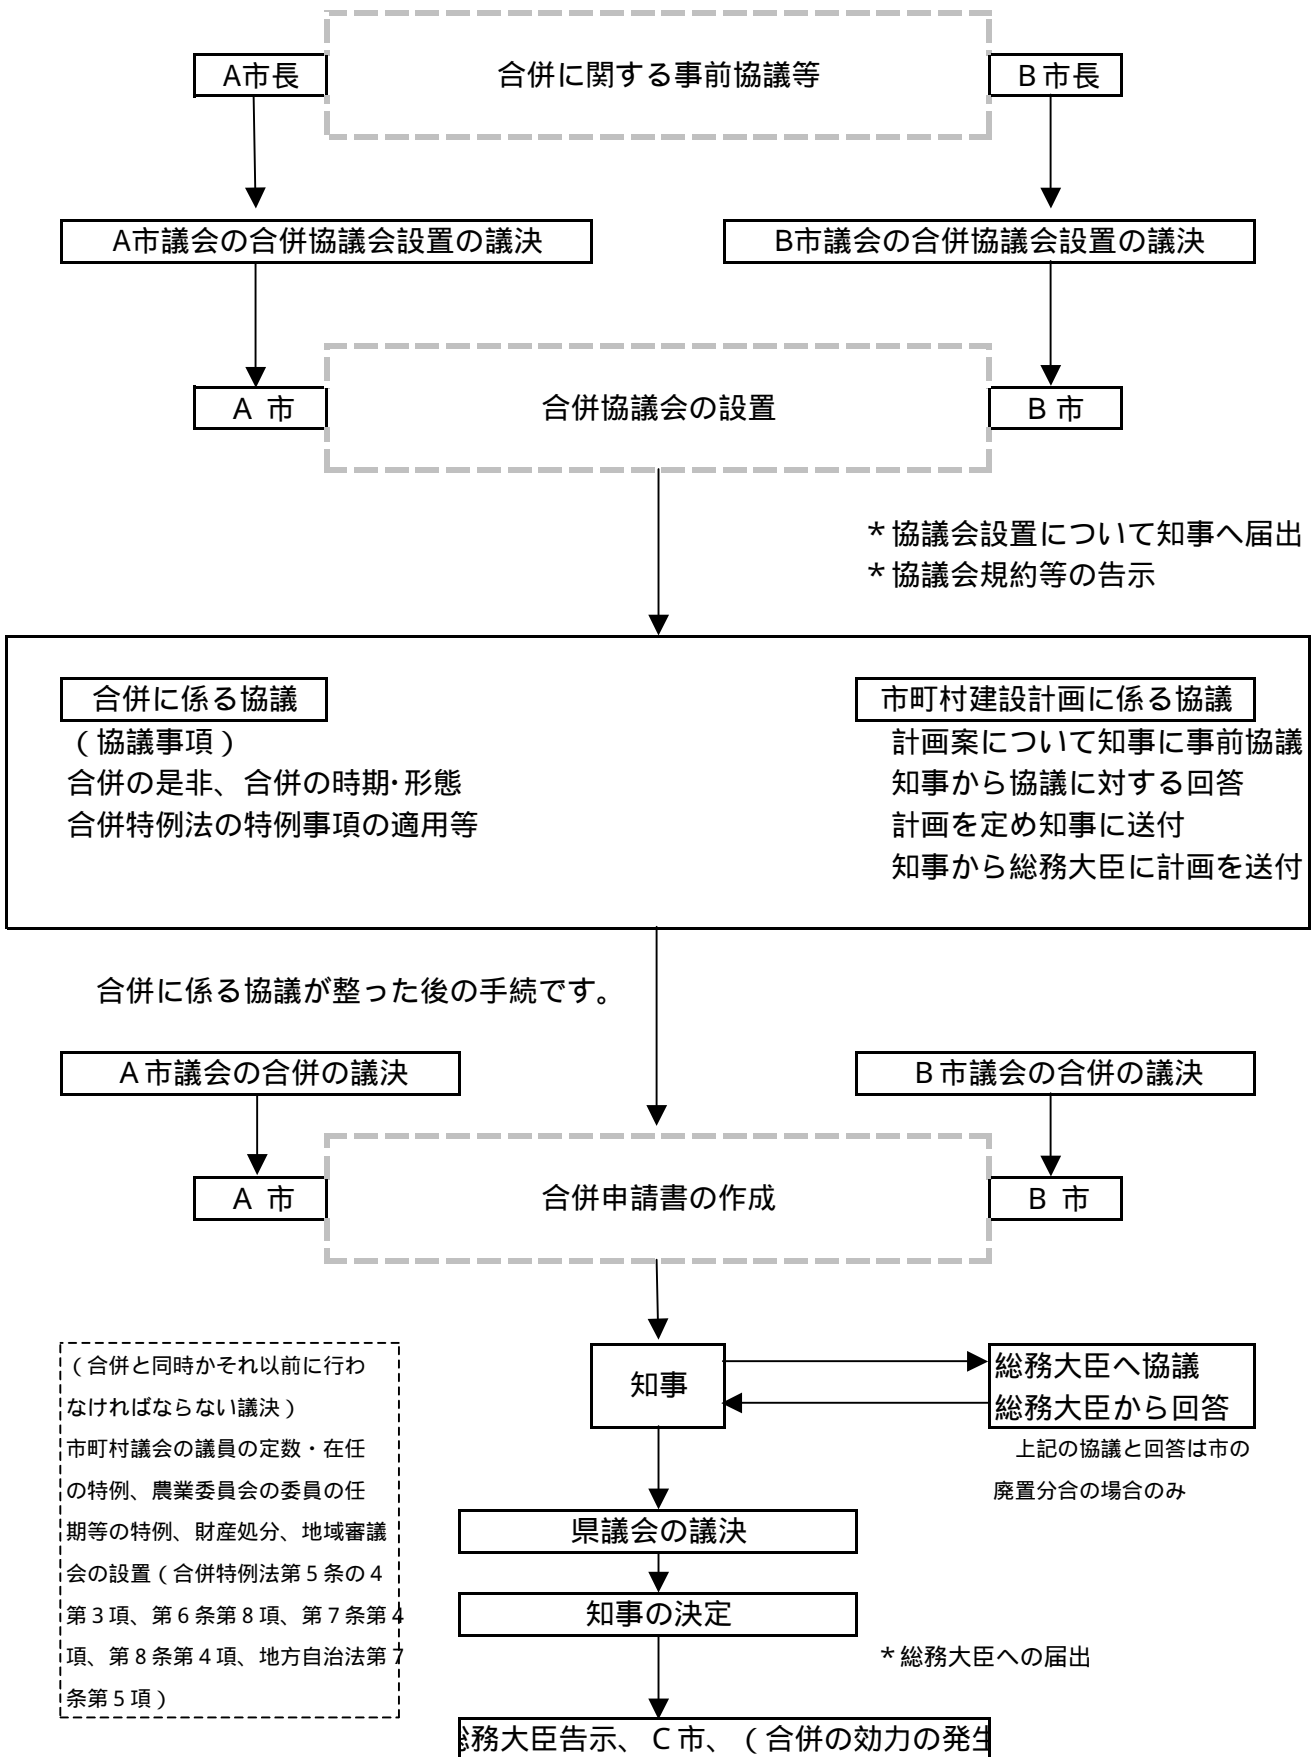 合併に関する事前協議等
A市長
B市長
A市議会の合併協議会設置の議決
B市議会の合併協議会設置の議決
A 市
合併協議会の設置
B 市
*協議会設置について知事へ届出
*協議会規約等の告示
合併に係る協議
(協議事項)
合併の是非、合併の時期・形態
合併特例法の特例事項の適用等
市町村建設計画に係る協議
計画案について知事に事前協議
知事から協議に対する回答
計画を定め知事に送付
知事から総務大臣に計画を送付
合併に係る協議が整った後の手続です。
A市議会の合併の議決
B市議会の合併の議決
A 市
合併申請書の作成
B 市
知事
総務大臣へ協議
総務大臣から回答
上記の協議と回答は市の
廃置分合の場合のみ
(合併と同時かそれ以前に行わ
なければならない議決)
市町村議会の議員の定数・在任
の特例、農業委員会の委員の任
期等の特例、財産処分、地域審議
会の設置(合併特例法第5条の4
第3項、第6条第8項、第7条第4
項、第8条第4項、地方自治法第7
条第5項)
県議会の議決
知事の決定
*総務大臣への届出
総務大臣告示、C市、(合併の効力の発生